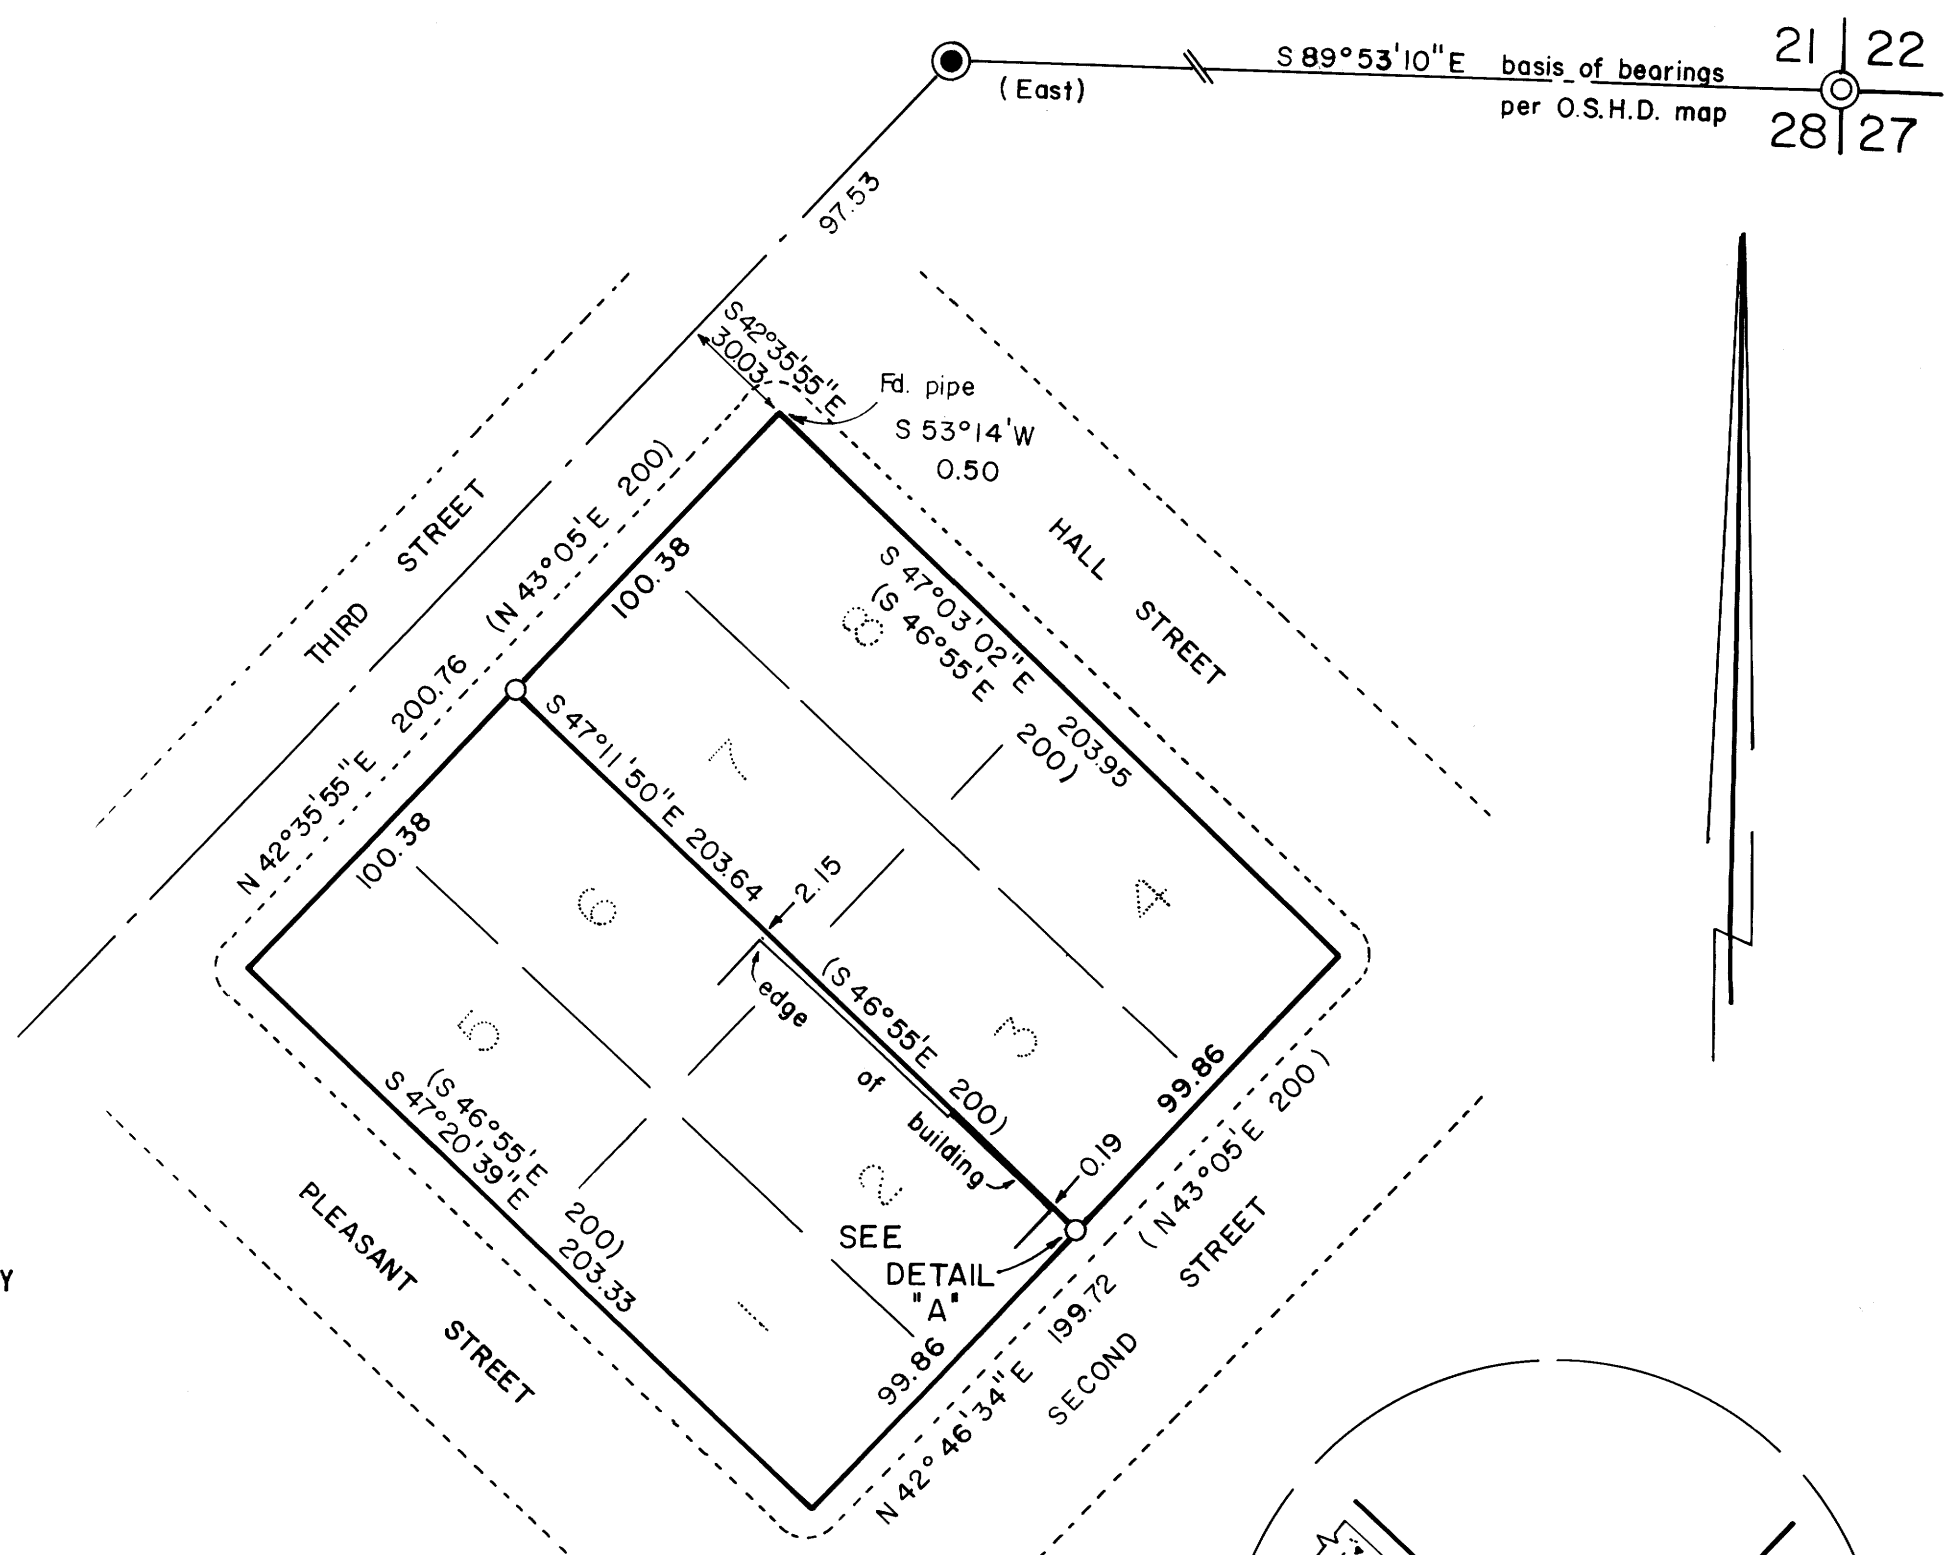 S 89°53'10"E basis of bearings
(East)
per O.S.H.D. map
21 22
28 27
97.53
S42°35'55"E
30.03
Fd. pipe
S 53°14'W
0.50
THIRD STREET
(N 43°05'E 200)
N 42°35'55"E 200.76
100.38
100.38
HALL STREET
S 47°03'02"E 203.95
(S 46°55'E 200)
8
7
6
5
4
3
2
1
S 47°11'50"E 203.64
(S 46°55'E 200)
2.15
edge of building
0.19
99.86
99.86
SEE
DETAIL
"A"
(S 46°55'E 200)
S 47°20'39"E 203.33
PLEASANT STREET
(N 43°05'E 200)
N 42°46'34"E 199.72
SECOND STREET
Y